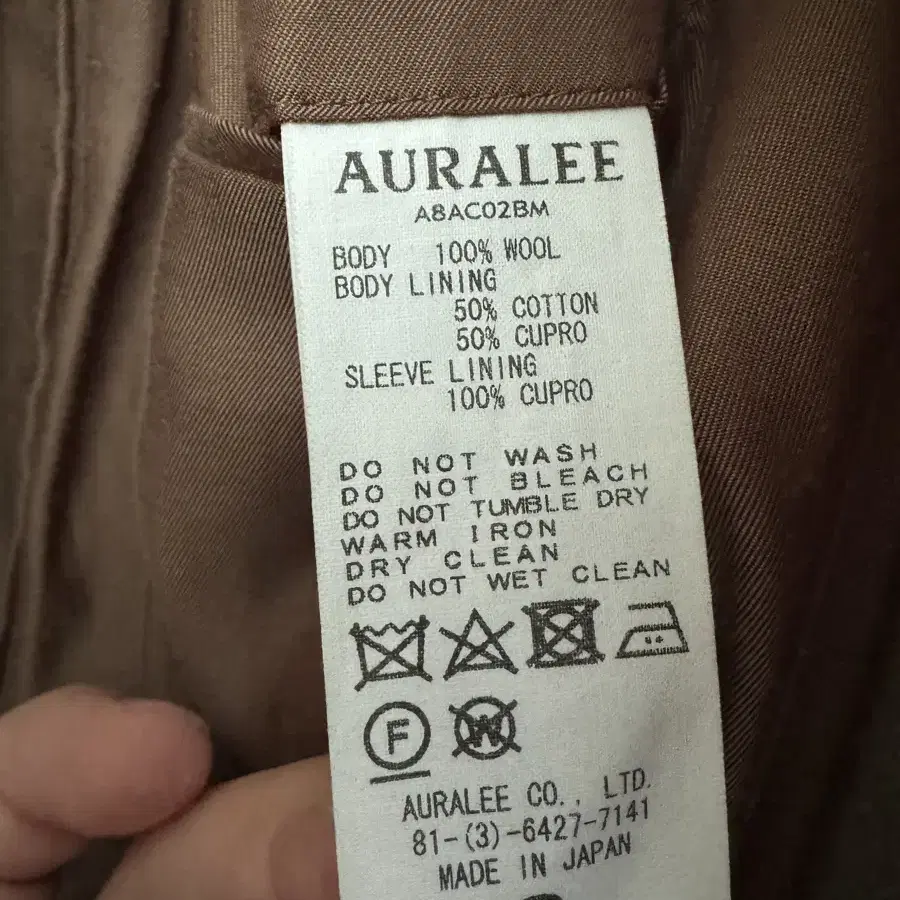 AURALEE
A8AC02BM
BODY 100% WOOL
BODY LINING
50% COTTON
50% CUPRO
SLEEVE LINING
100% CUPRO
DO NOT WASH
DO NOT BLEACH
DO NOT TUMBLE DRY
WARM IRON
DRY CLEAN
DO NOT WET CLEAN
F W
AURALEE CO., LTD.
81-(3)-6427-7141
MADE IN JAPAN